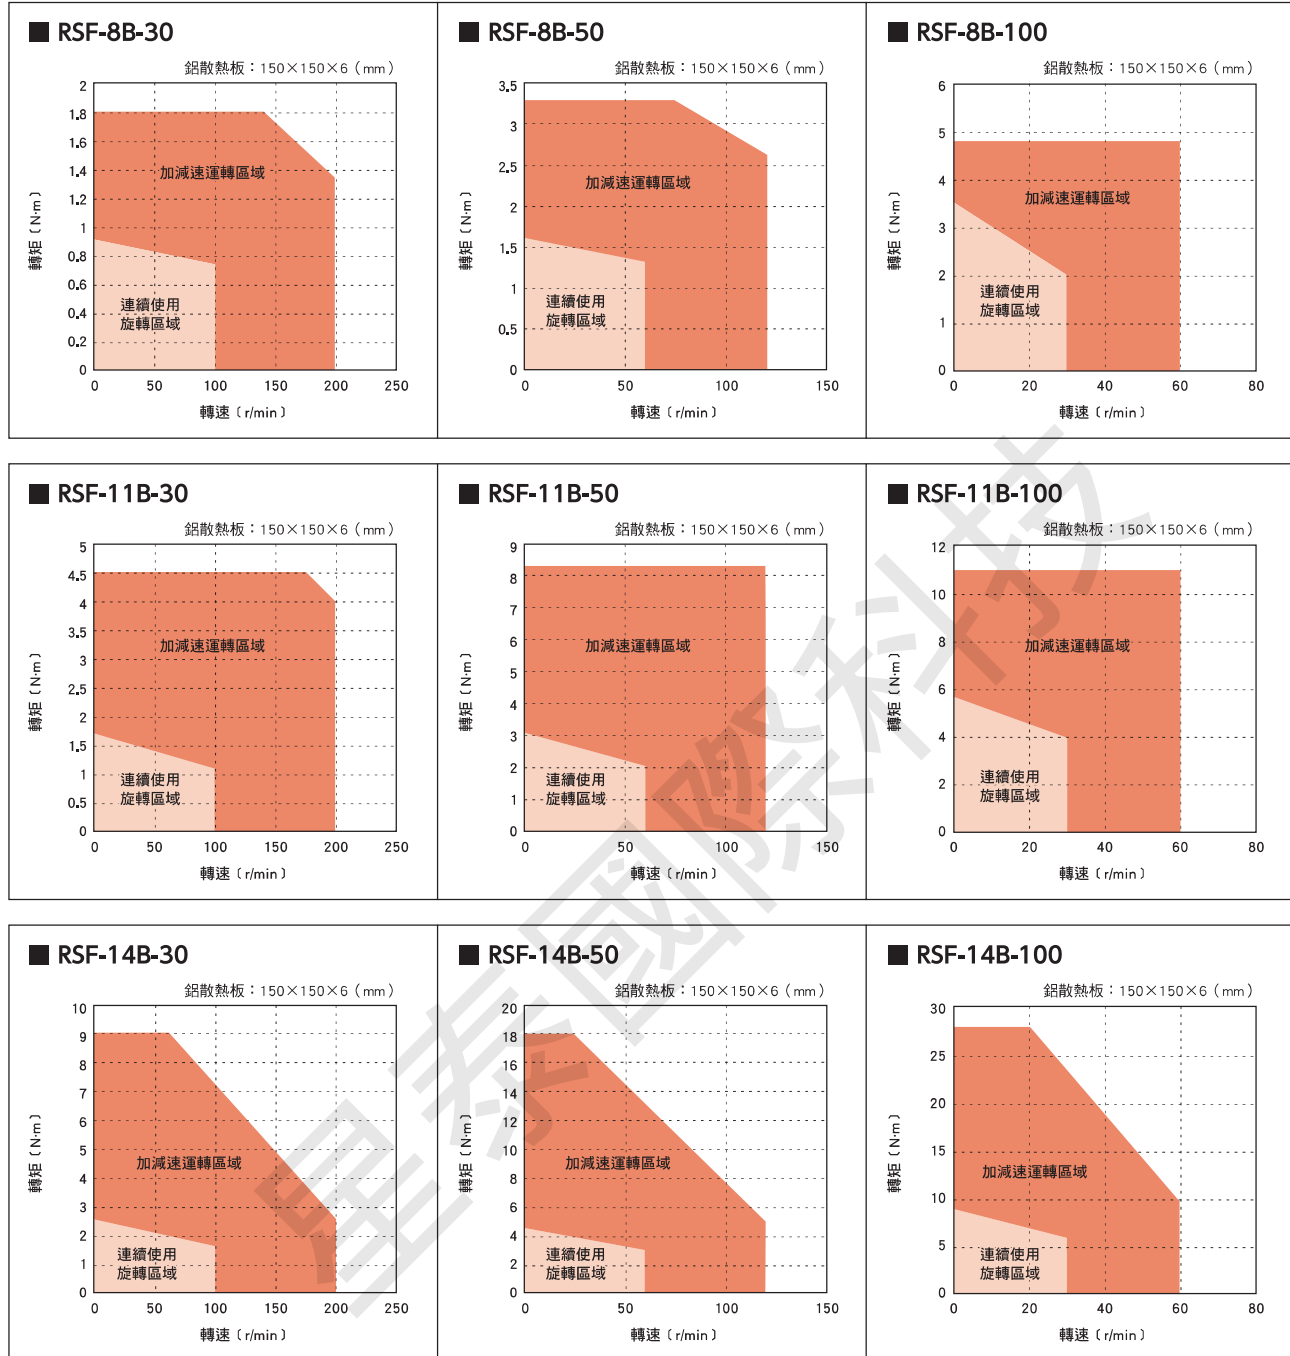 RSF-8B-30
鋁散熱板：150×150×6（mm）
2
1.8
1.6
1.4
1.2
1
0.8
0.6
0.4
0.2
0
轉矩〔N·m〕
加減速運轉區域
連續使用
旋轉區域
0 50 100 150 200 250
轉速〔r/min〕
RSF-8B-50
鋁散熱板：150×150×6（mm）
3.5
3
2.5
2
1.5
1
0.5
0
轉矩〔N·m〕
加減速運轉區域
連續使用
旋轉區域
0 50 100 150
轉速〔r/min〕
RSF-8B-100
鋁散熱板：150×150×6（mm）
6
5
4
3
2
1
0
轉矩〔N·m〕
加減速運轉區域
連續使用
旋轉區域
0 20 40 60 80
轉速〔r/min〕
RSF-11B-30
鋁散熱板：150×150×6（mm）
5
4.5
4
3.5
3
2.5
2
1.5
1
0.5
0
轉矩〔N·m〕
加減速運轉區域
連續使用
旋轉區域
0 50 100 150 200 250
轉速〔r/min〕
RSF-11B-50
鋁散熱板：150×150×6（mm）
9
8
7
6
5
4
3
2
1
0
轉矩〔N·m〕
加減速運轉區域
連續使用
旋轉區域
0 50 100 150
轉速〔r/min〕
RSF-11B-100
鋁散熱板：150×150×6（mm）
12
10
8
6
4
2
0
轉矩〔N·m〕
加減速運轉區域
連續使用
旋轉區域
0 20 40 60 80
轉速〔r/min〕
RSF-14B-30
鋁散熱板：150×150×6（mm）
10
9
8
7
6
5
4
3
2
1
0
轉矩〔N·m〕
加減速運轉區域
連續使用
旋轉區域
0 50 100 150 200 250
轉速〔r/min〕
RSF-14B-50
鋁散熱板：150×150×6（mm）
20
18
16
14
12
10
8
6
4
2
0
轉矩〔N·m〕
加減速運轉區域
連續使用
旋轉區域
0 50 100 150
轉速〔r/min〕
RSF-14B-100
鋁散熱板：150×150×6（mm）
30
25
20
15
10
5
0
轉矩〔N·m〕
加減速運轉區域
連續使用
旋轉區域
0 20 40 60 80
轉速〔r/min〕
星泰國際科技